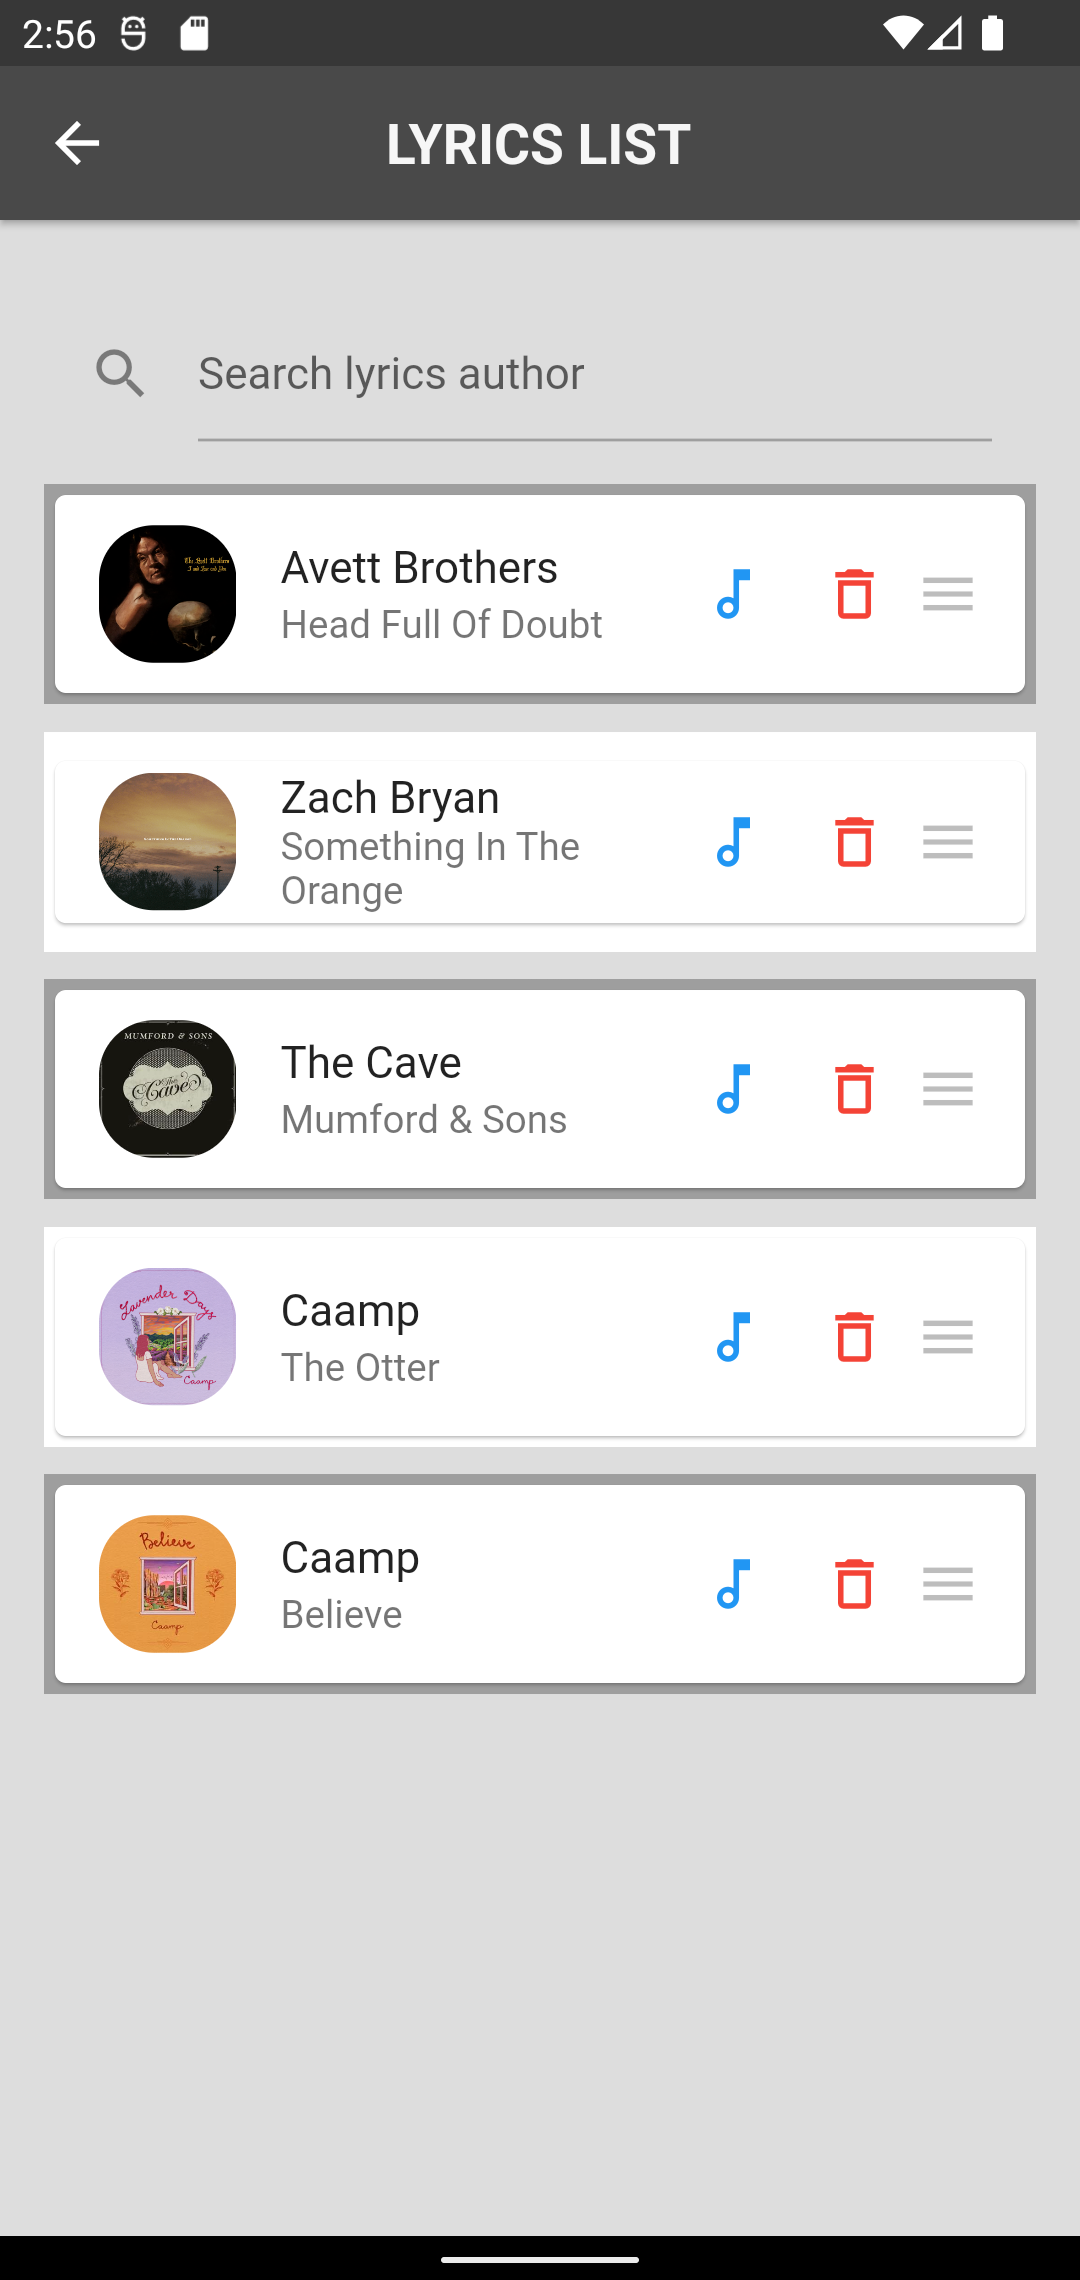 2:56
LYRICS LIST
Search lyrics author
The Avett Brothers
I and Love and You
Avett Brothers
Head Full Of Doubt
Zach Bryan
Something In The
Orange
MUMFORD & SONS
The
Cave
The Cave
Mumford & Sons
Lavender Days
Caamp
Caamp
The Otter
Believe
Caamp
Caamp
Believe